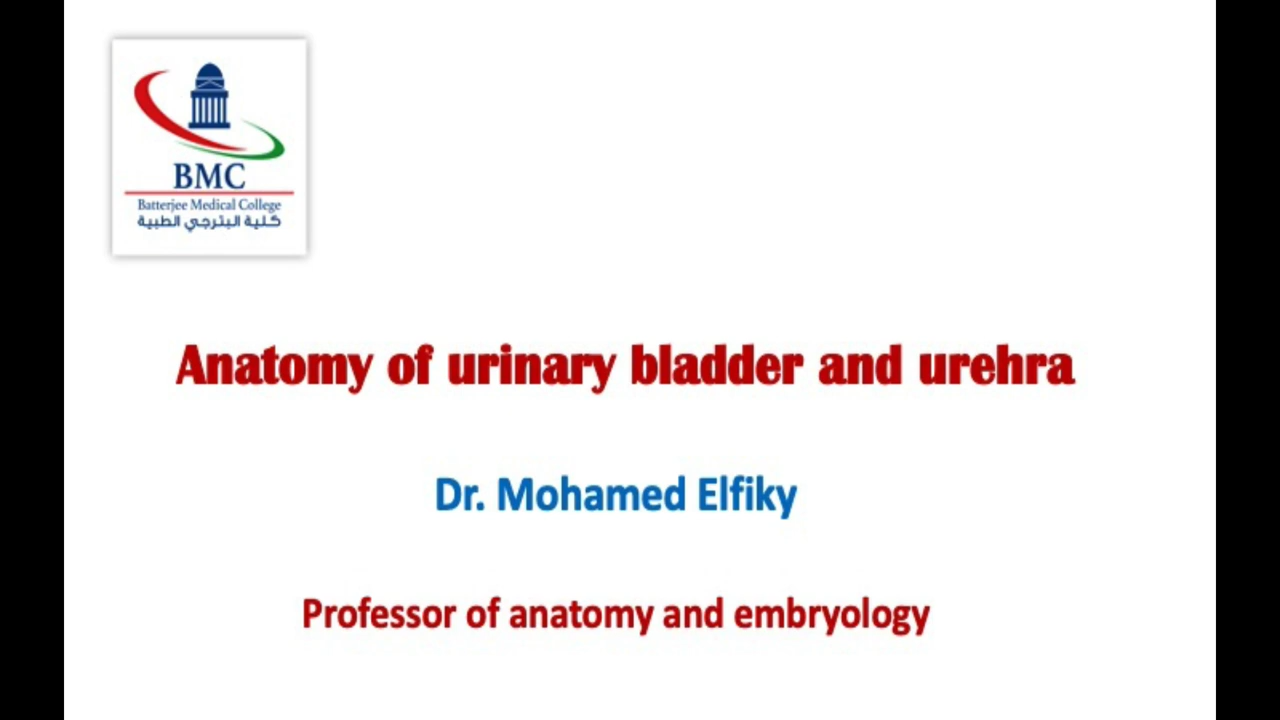 BMC
Batterjee Medical College
كلية البترجي الطبية
Anatomy of urinary bladder and urehra
Dr. Mohamed Elfiky
Professor of anatomy and embryology